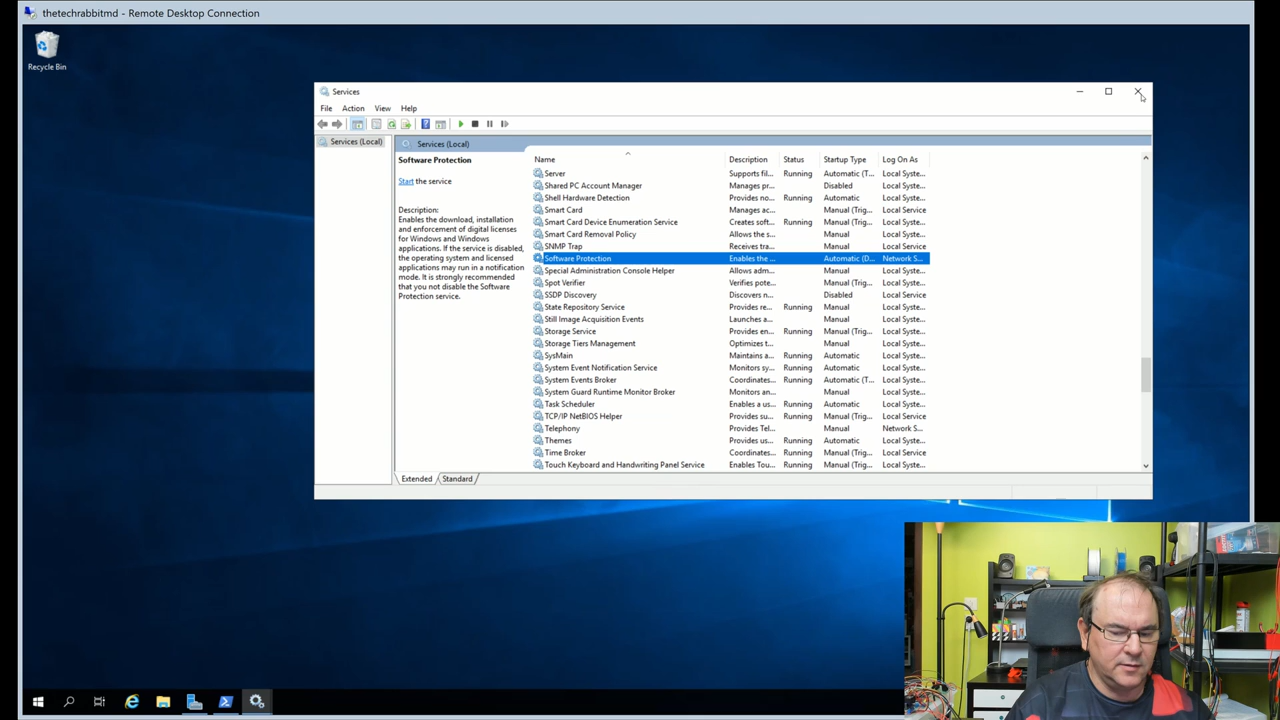 thetechrabbitmd - Remote Desktop Connection
Recycle Bin
Services
File Action View Help
Services (Local)
Services (Local)
Software Protection
Start the service
Description:
Enables the download, installation
and enforcement of digital licenses
for Windows and Windows
applications. If the service is disabled,
the operating system and licensed
applications may run in a notification
mode. It is strongly recommended
that you not disable the Software
Protection service.
Name Description Status Startup Type Log On As
Server Supports fil... Running Automatic (T... Local Syste...
Shared PC Account Manager Manages pr... Disabled Local Syste...
Shell Hardware Detection Provides no... Running Automatic Local Syste...
Smart Card Manages ac... Manual (Trig... Local Service
Smart Card Device Enumeration Service Creates soft... Running Manual (Trig... Local Syste...
Smart Card Removal Policy Allows the s... Manual Local Syste...
SNMP Trap Receives tra... Manual Local Service
Software Protection Enables the ... Automatic (D... Network S...
Special Administration Console Helper Allows adm... Manual Local Syste...
Spot Verifier Verifies pote... Manual (Trig... Local Syste...
SSDP Discovery Discovers n... Disabled Local Service
State Repository Service Provides re... Running Manual Local Syste...
Still Image Acquisition Events Launches a... Manual Local Syste...
Storage Service Provides en... Running Manual (Trig... Local Syste...
Storage Tiers Management Optimizes t... Manual Local Syste...
SysMain Maintains a... Running Automatic Local Syste...
System Event Notification Service Monitors sy... Running Automatic Local Syste...
System Events Broker Coordinates... Running Automatic (T... Local Syste...
System Guard Runtime Monitor Broker Monitors an... Manual (Trig... Local Syste...
Task Scheduler Enables a us... Running Automatic Local Syste...
TCP/IP NetBIOS Helper Provides su... Running Manual (Trig... Local Service
Telephony Provides Tel... Manual Network S...
Themes Provides us... Running Automatic Local Syste...
Time Broker Coordinates... Running Manual (Trig... Local Service
Touch Keyboard and Handwriting Panel Service Enables Tou... Running Manual (Trig... Local Syste...
Extended Standard